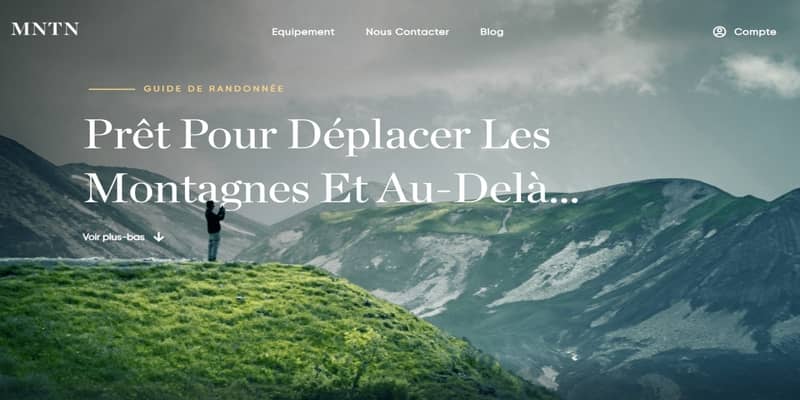 MNTN
Equipement
Nous Contacter
Blog
Compte
GUIDE DE RANDONNÉE
Prêt Pour Déplacer Les
Montagnes Et Au-Delà...
Voir plus-bas